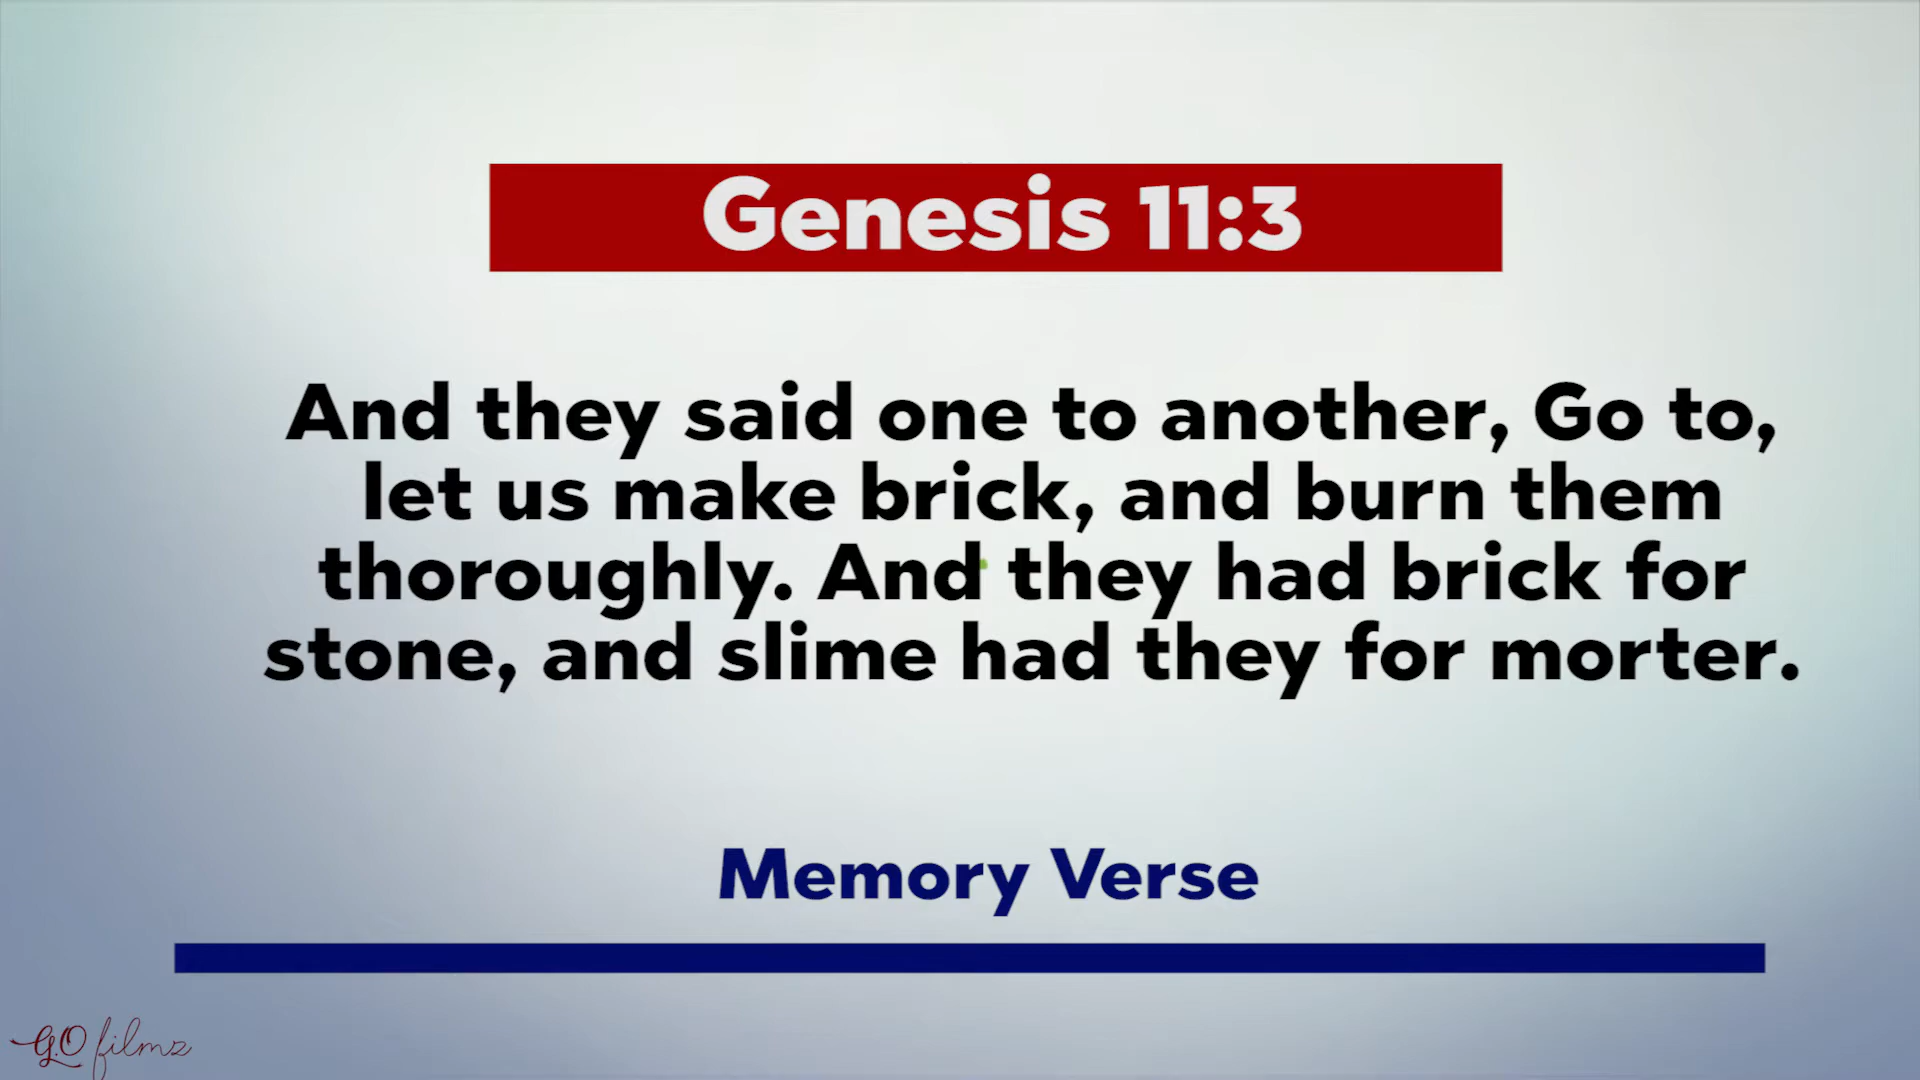 Genesis 11:3
And they said one to another, Go to,
let us make brick, and burn them
thoroughly. And they had brick for
stone, and slime had they for morter.
Memory Verse
G.O filmz